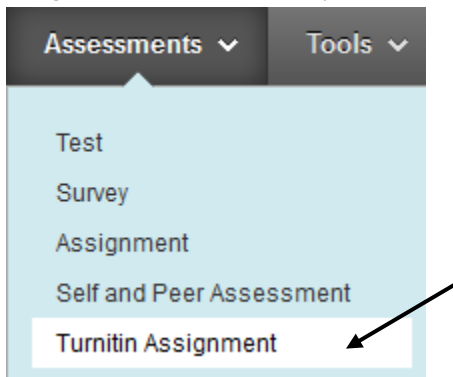 Assessments Tools
Test
Survey
Assignment
Self and Peer Assessment
Turnitin Assignment